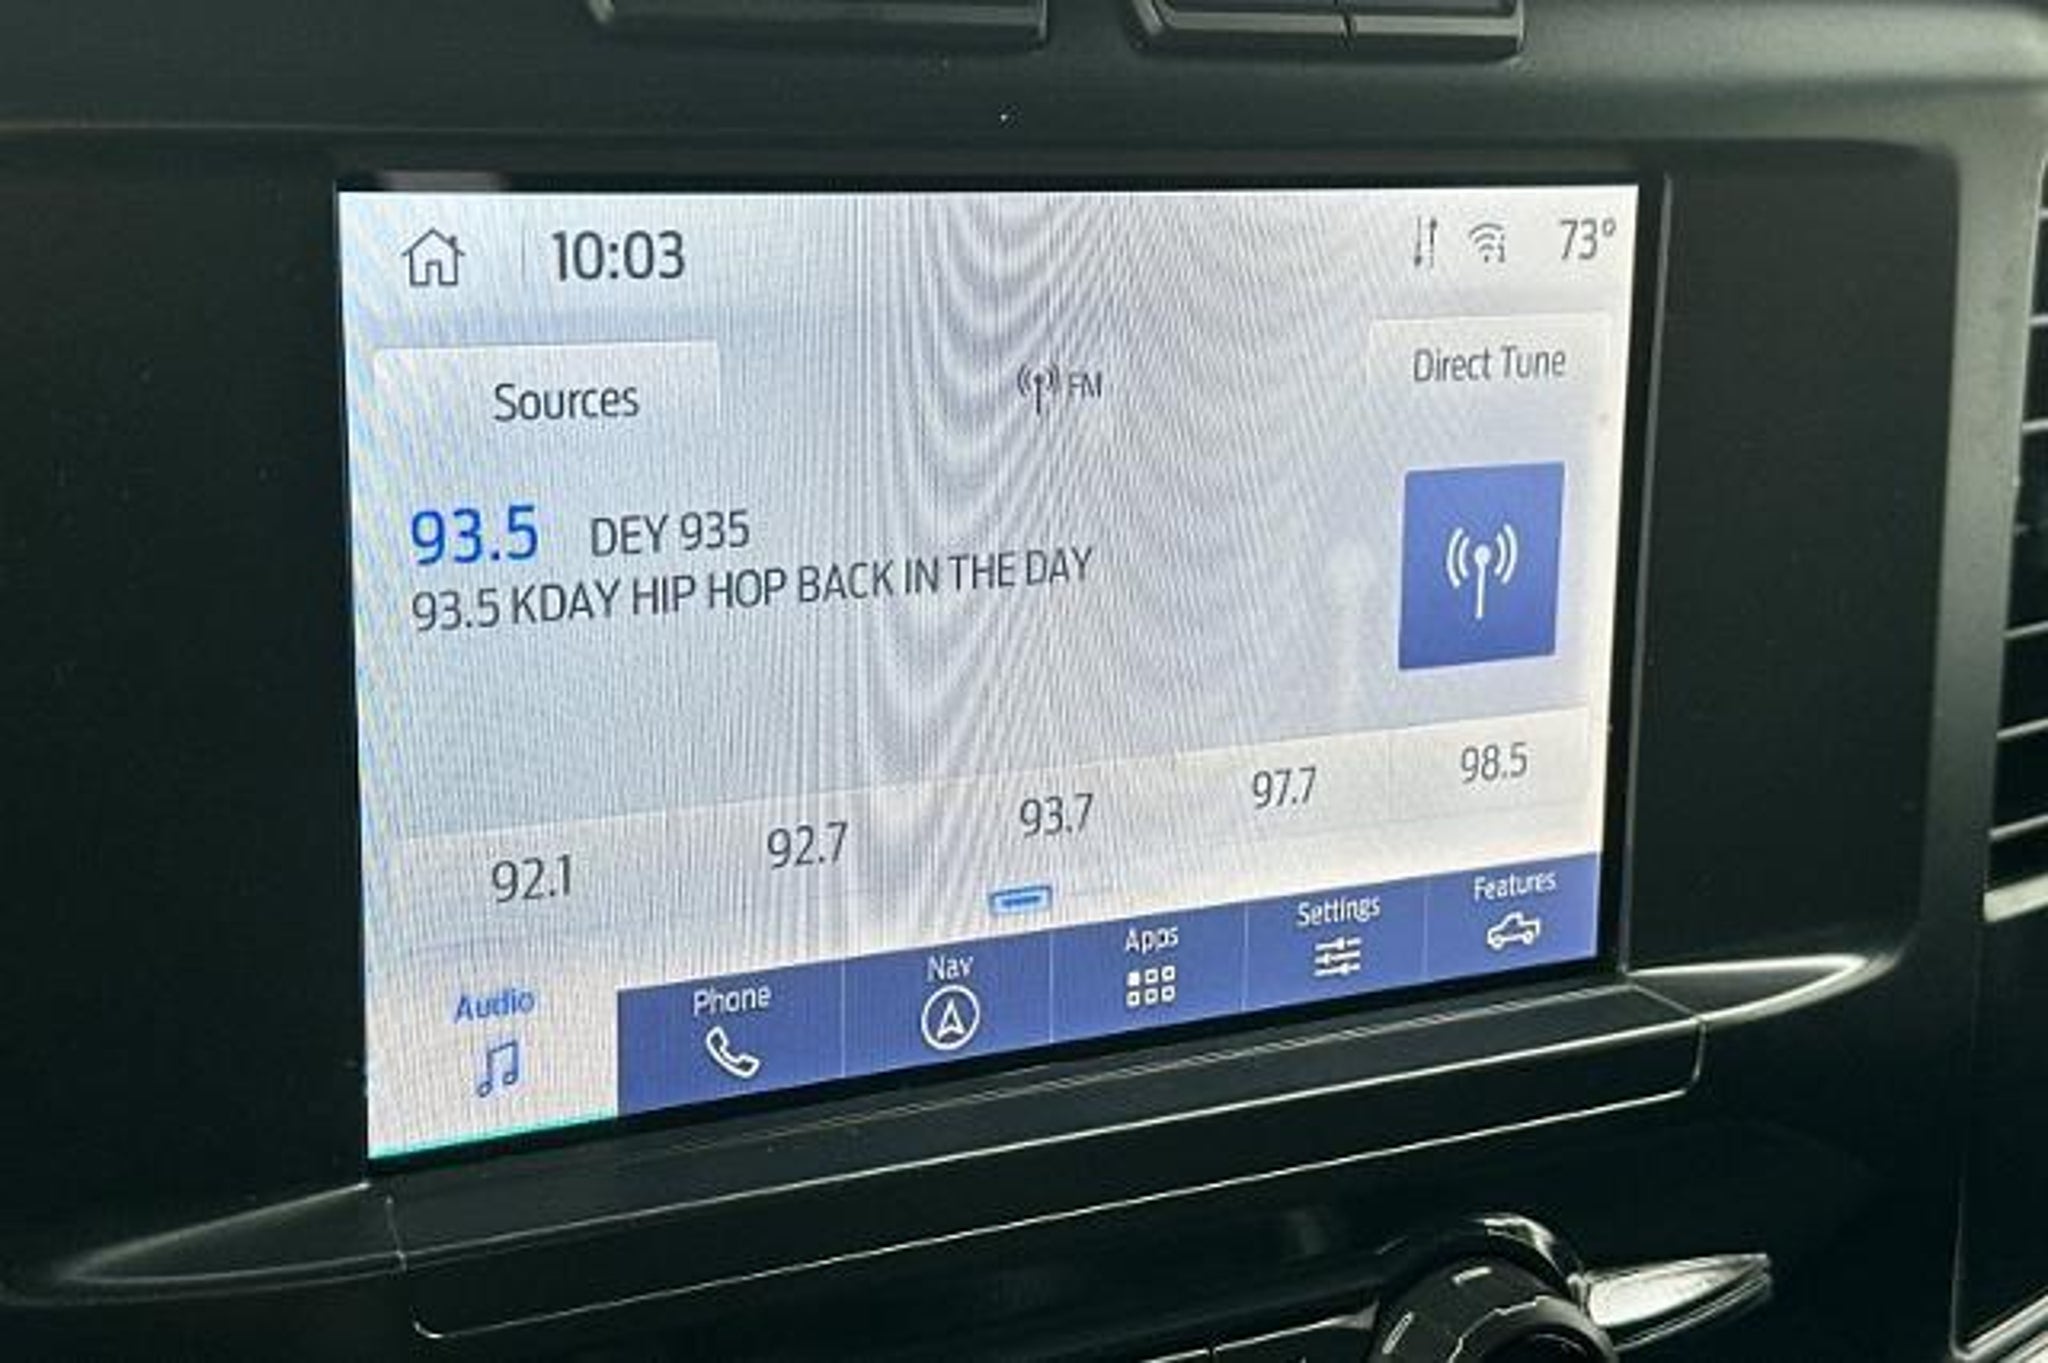 10:03
73°
Sources
FM
Direct Tune
93.5 DEY 935
93.5 KDAY HIP HOP BACK IN THE DAY
92.1 92.7 93.7 97.7 98.5
Audio Phone Nav Apps Settings Features